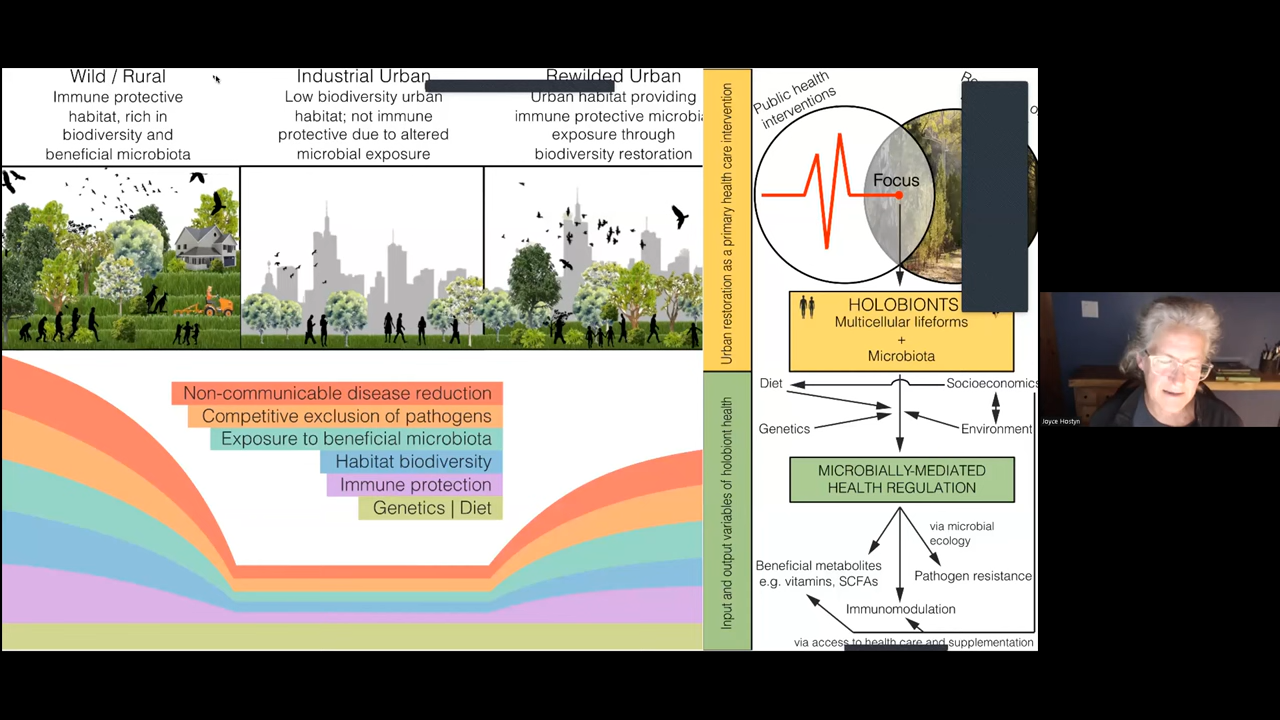 Wild / Rural
Immune protective
habitat, rich in
biodiversity and
beneficial microbiota
Industrial Urban
Low biodiversity urban
habitat; not immune
protective due to altered
microbial exposure
Rewilded Urban
Urban habitat providing
immune protective microbia
exposure through
biodiversity restoration
Non-communicable disease reduction
Competitive exclusion of pathogens
Exposure to beneficial microbiota
Habitat biodiversity
Immune protection
Genetics | Diet
Urban restoration as a primary health care intervention
Input and output variables of holobiont health
Public health
interventions
Focus
HOLOBIONTS
Multicellular lifeforms
+
Microbiota
Diet
Socioeconomics
Genetics
Environment
MICROBIALLY-MEDIATED
HEALTH REGULATION
via microbial
ecology
Beneficial metabolites
e.g. vitamins, SCFAs
Pathogen resistance
Immunomodulation
via access to health care and supplementation
Joyce Hostyn